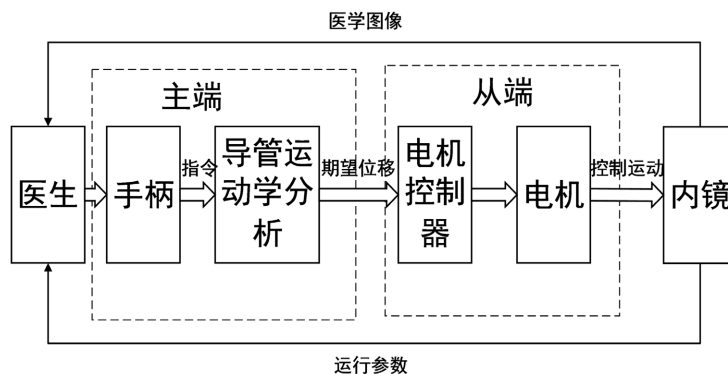 医学图像
主端
从端
医生
手柄
指令
导管运
动学分
析
期望位移
电机
控制
器
电机
控制运动
内镜
运行参数